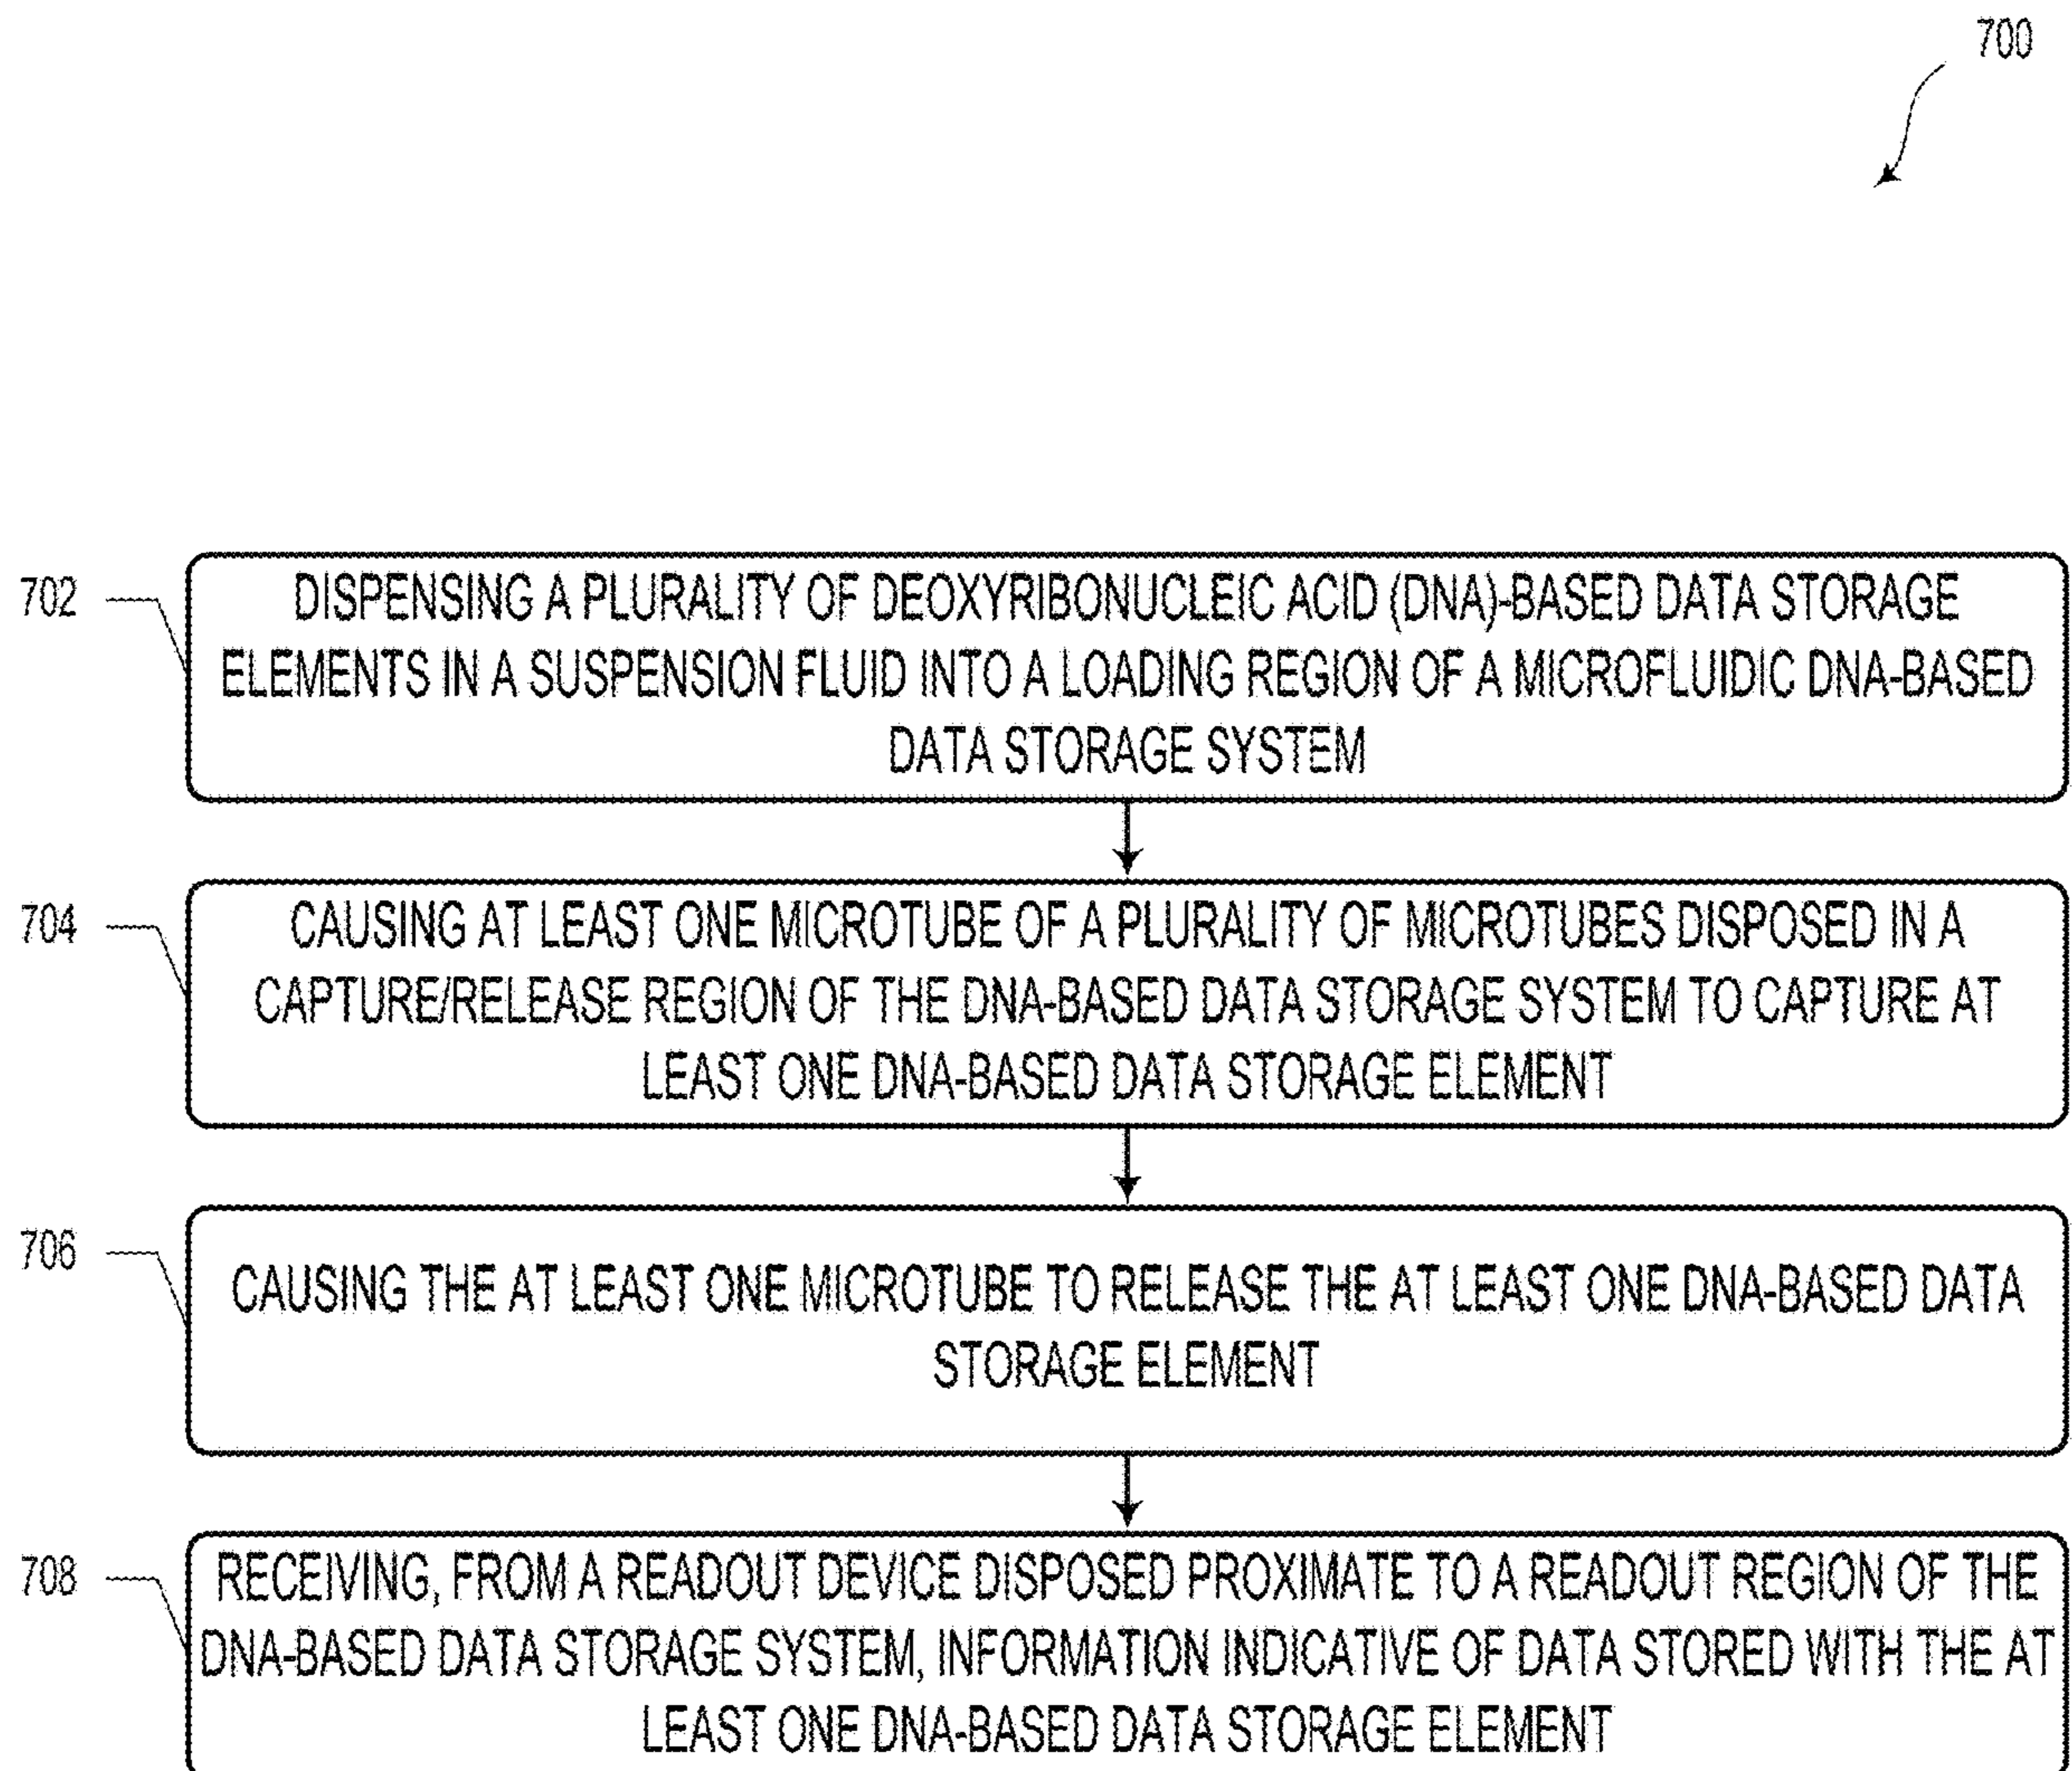 700
702
DISPENSING A PLURALITY OF DEOXYRIBONUCLEIC ACID (DNA)-BASED DATA STORAGE
ELEMENTS IN A SUSPENSION FLUID INTO A LOADING REGION OF A MICROFLUIDIC DNA-BASED
DATA STORAGE SYSTEM
704
CAUSING AT LEAST ONE MICROTUBE OF A PLURALITY OF MICROTUBES DISPOSED IN A
CAPTURE/RELEASE REGION OF THE DNA-BASED DATA STORAGE SYSTEM TO CAPTURE AT
LEAST ONE DNA-BASED DATA STORAGE ELEMENT
706
CAUSING THE AT LEAST ONE MICROTUBE TO RELEASE THE AT LEAST ONE DNA-BASED DATA
STORAGE ELEMENT
708
RECEIVING, FROM A READOUT DEVICE DISPOSED PROXIMATE TO A READOUT REGION OF THE
DNA-BASED DATA STORAGE SYSTEM, INFORMATION INDICATIVE OF DATA STORED WITH THE AT
LEAST ONE DNA-BASED DATA STORAGE ELEMENT